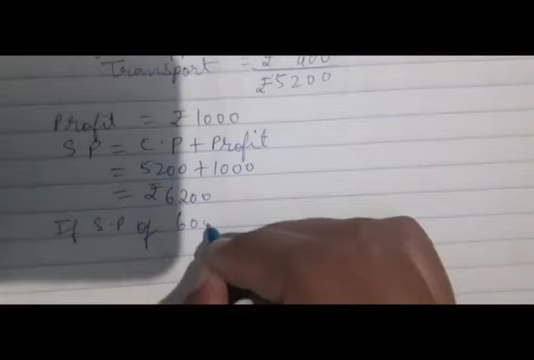 Transport = ₹ 400
₹5200
Profit = ₹ 1000
S P = C.P + Profit
= 5200 + 1000
= ₹6200
If S.P of 60